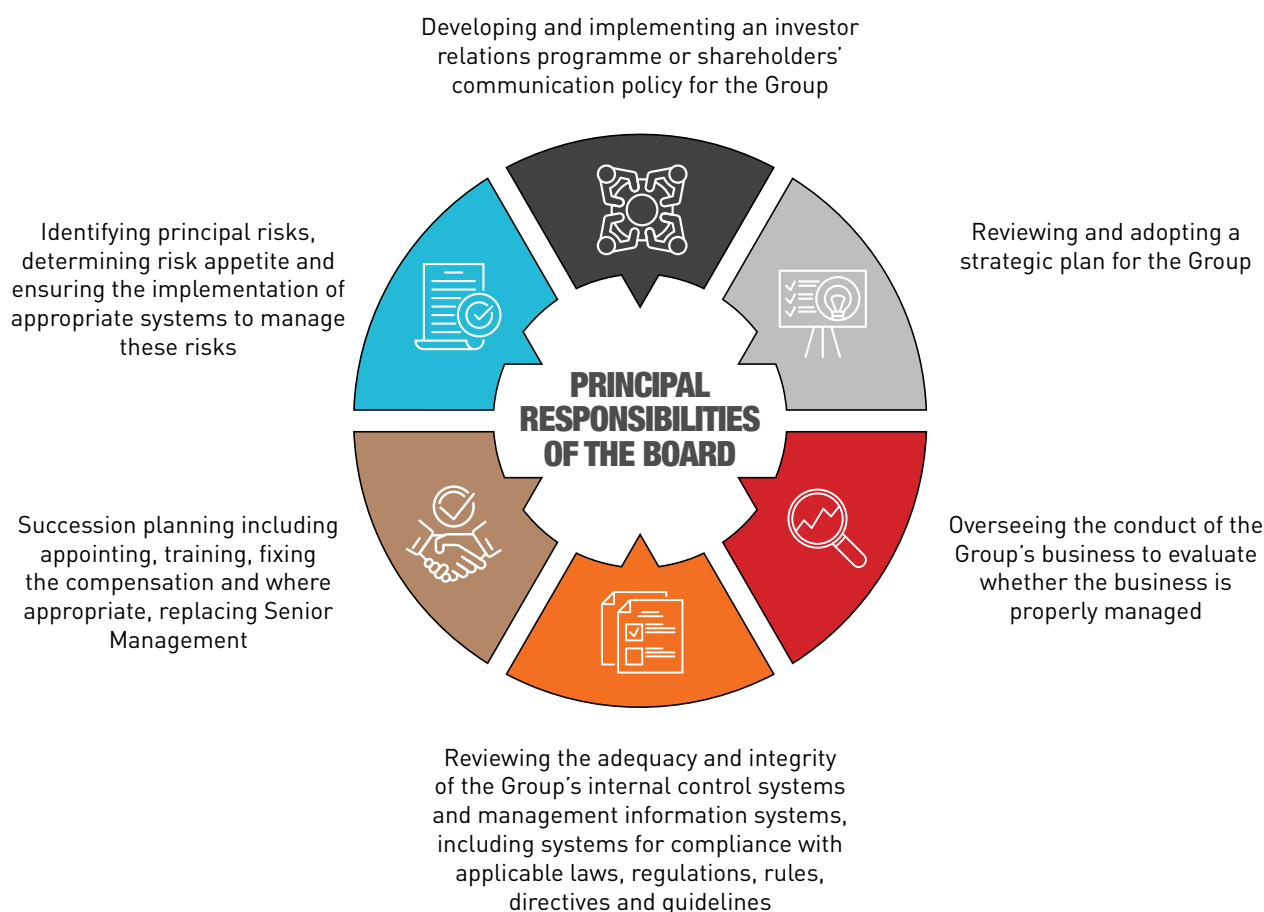 Developing and implementing an investor
relations programme or shareholders’
communication policy for the Group
Reviewing and adopting a
strategic plan for the Group
Overseeing the conduct of the
Group’s business to evaluate
whether the business is
properly managed
Reviewing the adequacy and integrity
of the Group’s internal control systems
and management information systems,
including systems for compliance with
applicable laws, regulations, rules,
directives and guidelines
Succession planning including
appointing, training, fixing
the compensation and where
appropriate, replacing Senior
Management
Identifying principal risks,
determining risk appetite and
ensuring the implementation of
appropriate systems to manage
these risks
PRINCIPAL
RESPONSIBILITIES
OF THE BOARD